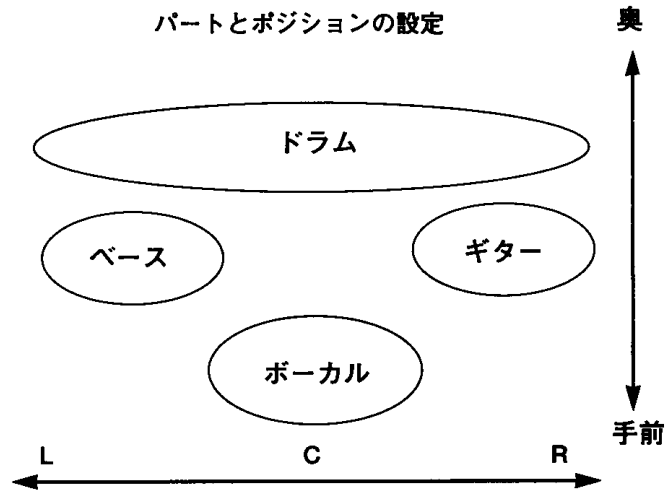 パートとポジションの設定
奥
ドラム
ベース
ギター
ボーカル
手前
L C R